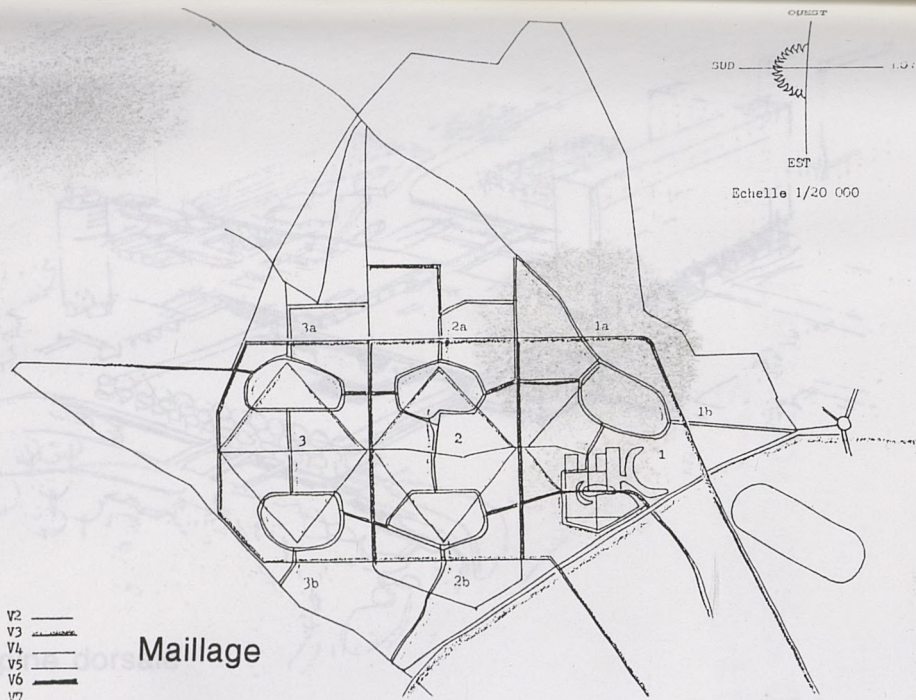 OUEST
SUD
EST
Echelle 1/20 000
3a
2a
1a
1b
3
2
1
3b
2b
V2
V3
V4
V5
V6
V7
Maillage